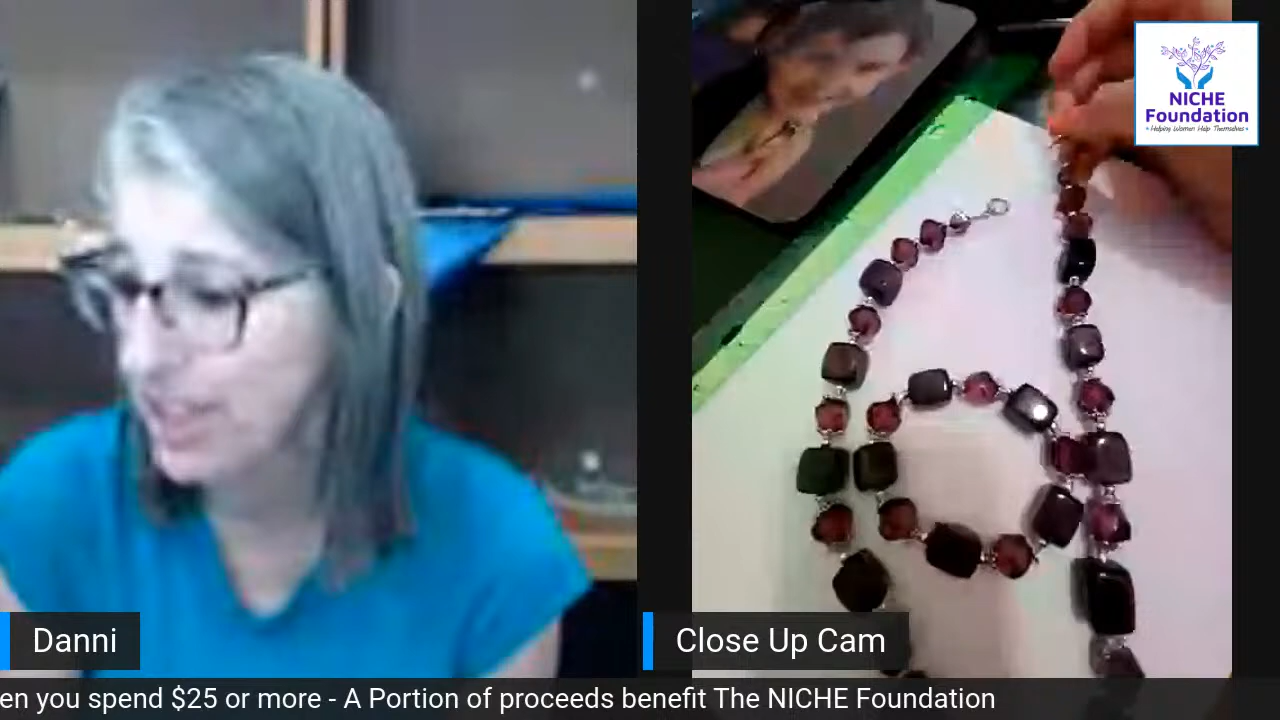 NICHE
Foundation
Helping Women Help Themselves
Danni
Close Up Cam
en you spend $25 or more - A Portion of proceeds benefit The NICHE Foundation